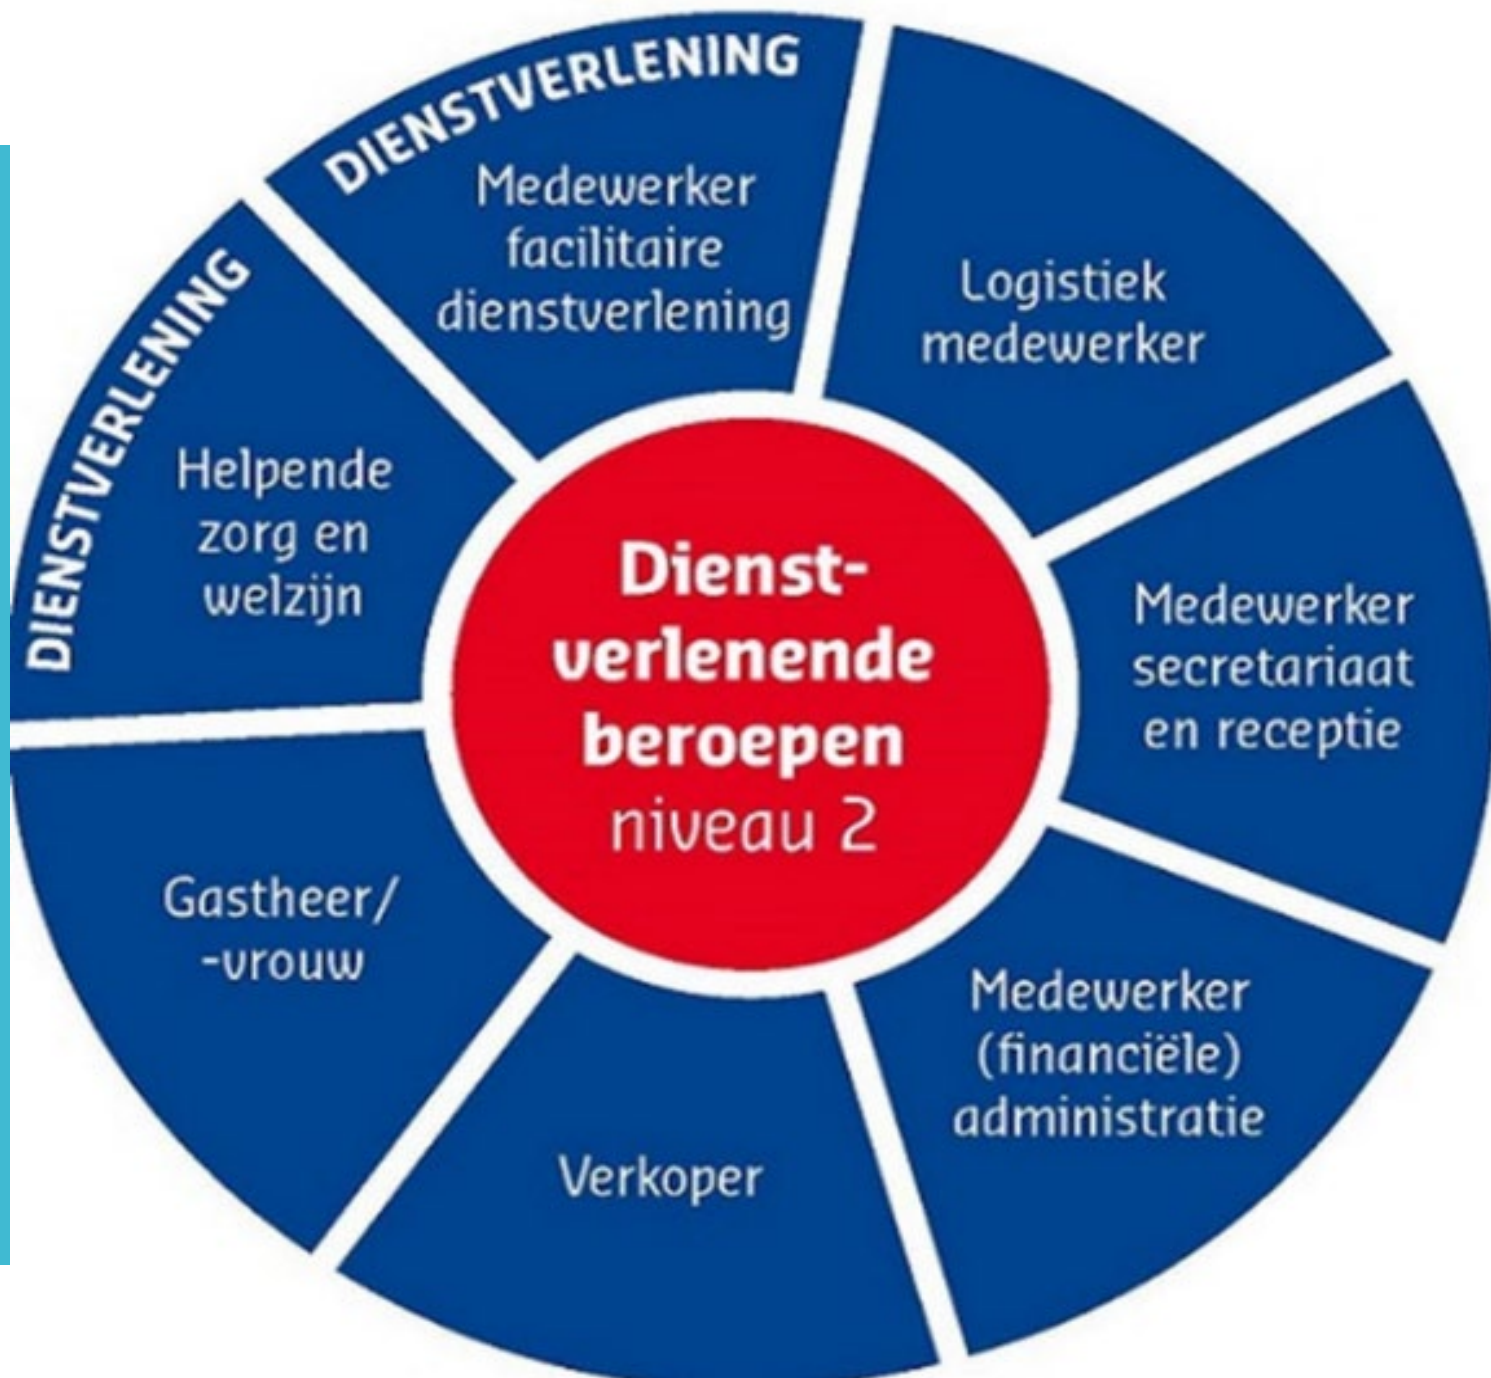 DIENSTVERLENING
Medewerker
facilitaire
dienstverlening
Logistiek
medewerker
Medewerker
secretariaat
en receptie
Medewerker
(financiële)
administratie
Verkoper
Gastheer/
-vrouw
DIENSTVERLENING
Helpende
zorg en
welzijn
Dienst-
verlenende
beroepen
niveau 2